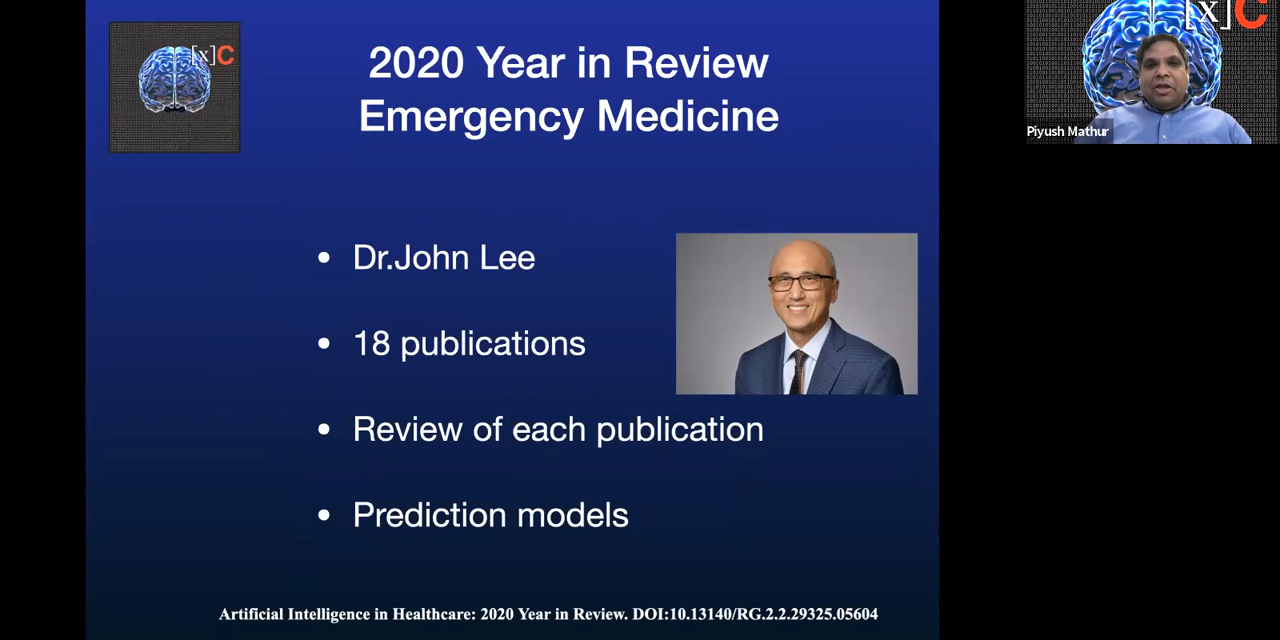 [x]C
2020 Year in Review
Emergency Medicine
• Dr.John Lee
• 18 publications
• Review of each publication
• Prediction models
Artificial Intelligence in Healthcare: 2020 Year in Review. DOI:10.13140/RG.2.2.29325.05604
[x]C
Piyush Mathur